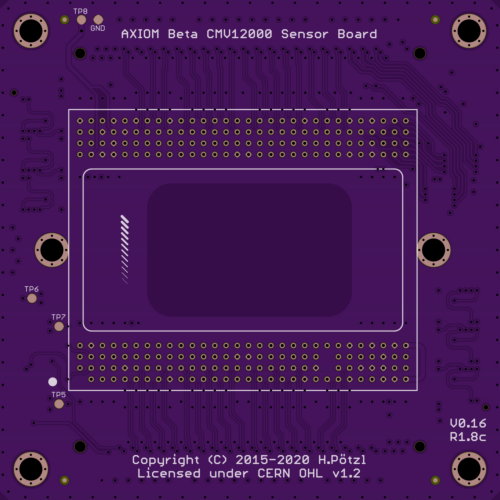 TP8
GND
AXIOM Beta CMV12000 Sensor Board
TP6
TP7
TP5
V0.16
R1.8c
Copyright (C) 2015-2020 H.Pötzl
Licensed under CERN OHL v1.2